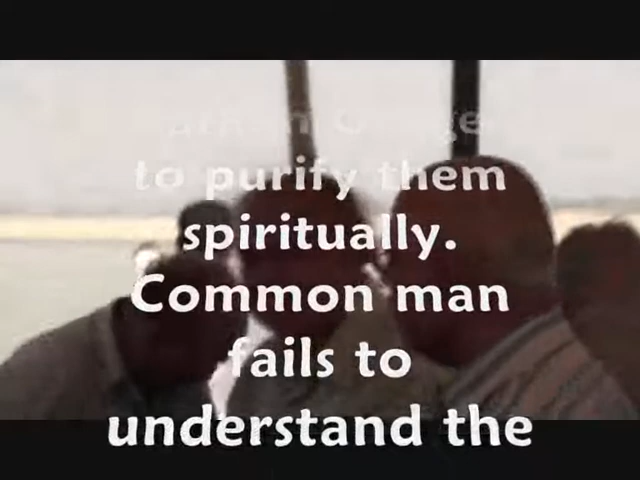 to purify them
spiritually.
Common man
fails to
understand the